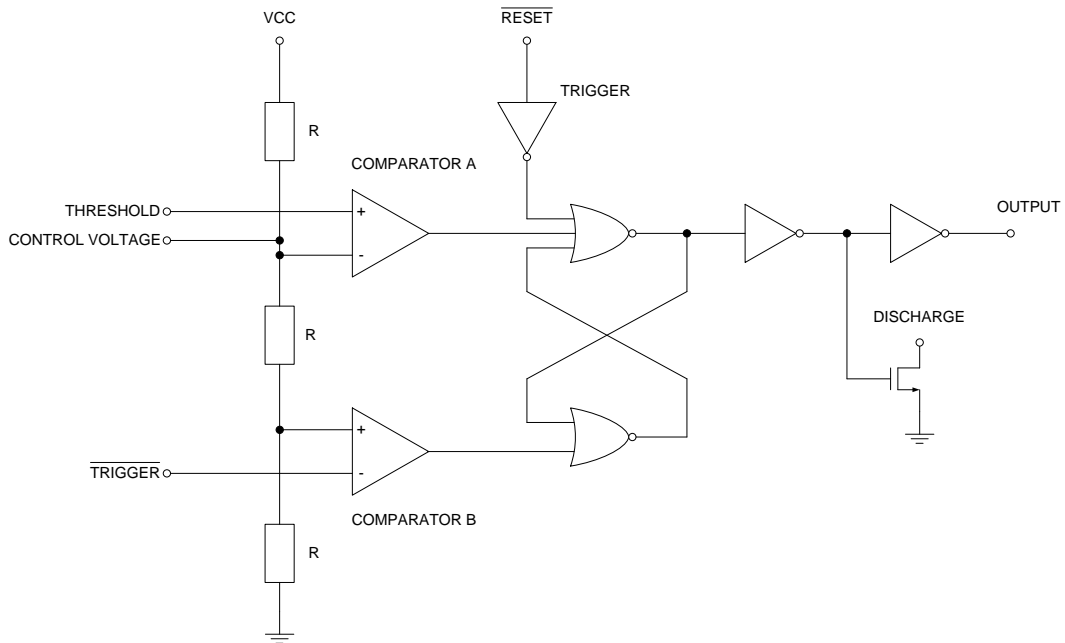 VCC
RESET
TRIGGER
R
COMPARATOR A
THRESHOLD
+
OUTPUT
CONTROL VOLTAGE
-
R
DISCHARGE
+
TRIGGER
-
COMPARATOR B
R